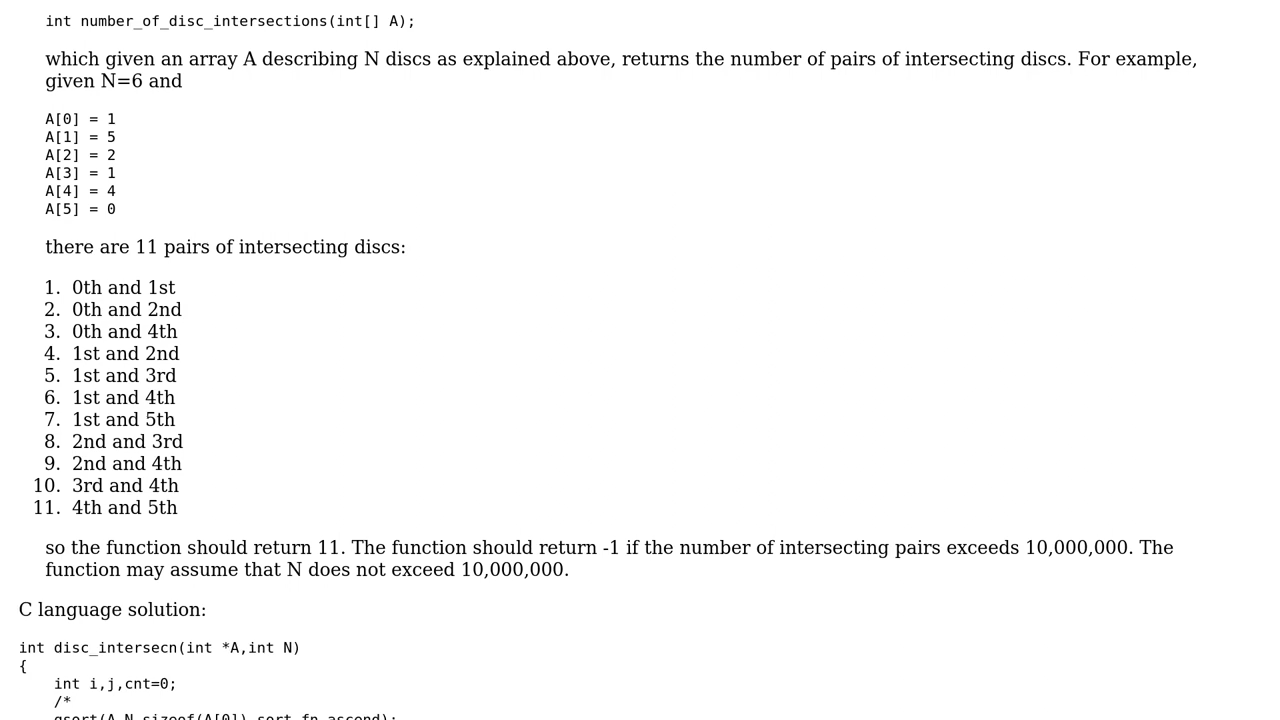 int number_of_disc_intersections(int[] A);
which given an array A describing N discs as explained above, returns the number of pairs of intersecting discs. For example,
given N=6 and
A[0] = 1
A[1] = 5
A[2] = 2
A[3] = 1
A[4] = 4
A[5] = 0
there are 11 pairs of intersecting discs:
1. 0th and 1st
2. 0th and 2nd
3. 0th and 4th
4. 1st and 2nd
5. 1st and 3rd
6. 1st and 4th
7. 1st and 5th
8. 2nd and 3rd
9. 2nd and 4th
10. 3rd and 4th
11. 4th and 5th
so the function should return 11. The function should return -1 if the number of intersecting pairs exceeds 10,000,000. The
function may assume that N does not exceed 10,000,000.
C language solution:
int disc_intersecn(int *A,int N)
{
int i,j,cnt=0;
/*
qsort(A,N,sizeof(A[0]),sort_fn_ascend);